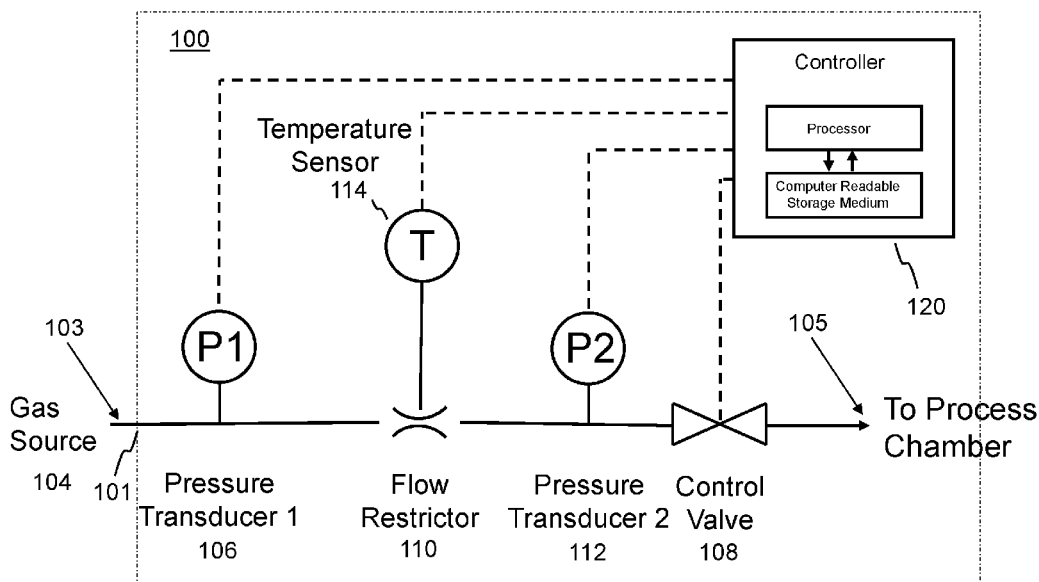 100
Controller
Processor
Computer Readable
Storage Medium
120
Temperature
Sensor
114
T
P1
P2
103
105
Gas
Source
104
101
To Process
Chamber
Pressure
Transducer 1
106
Flow
Restrictor
110
Pressure
Transducer 2
112
Control
Valve
108